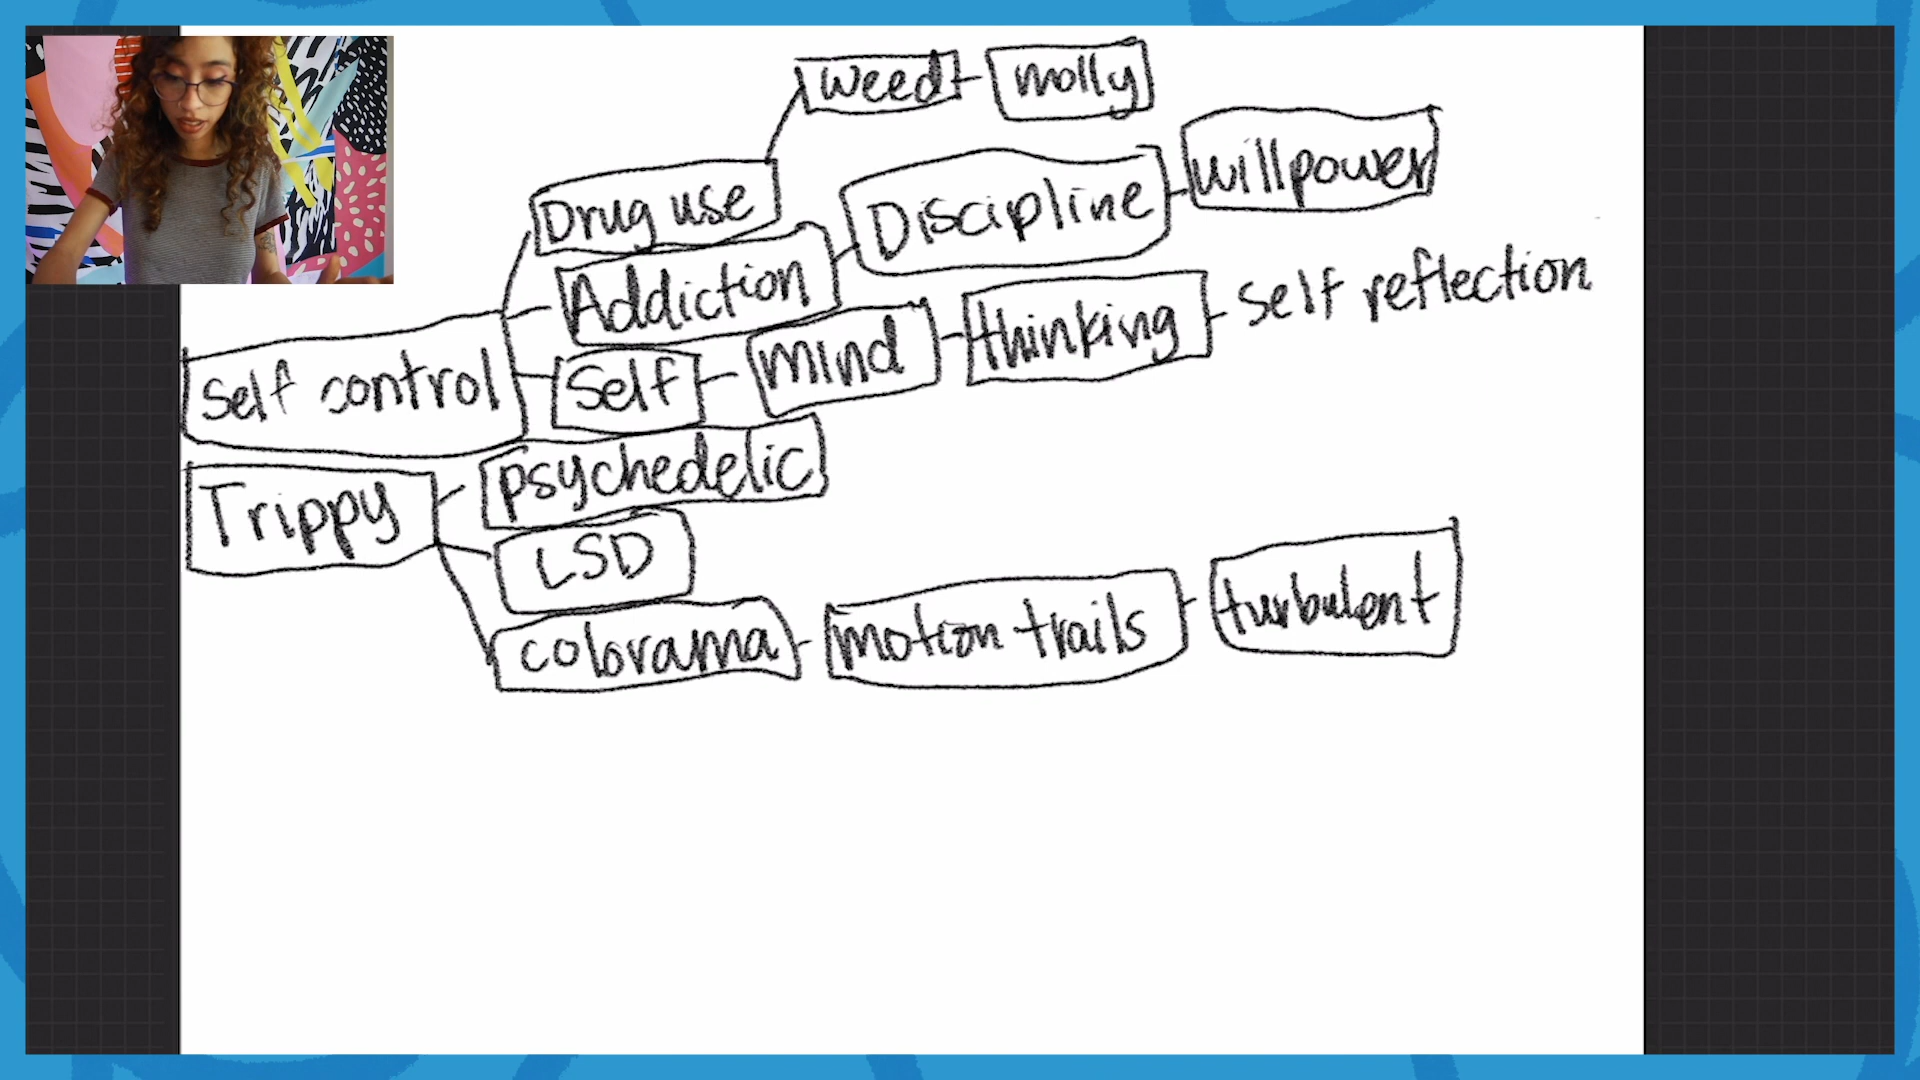 weed molly
Drug use
Addiction Discipline willpower
self control
Self mind thinking self reflection
Trippy
psychedelic
LSD
colorama motion trails turbulent